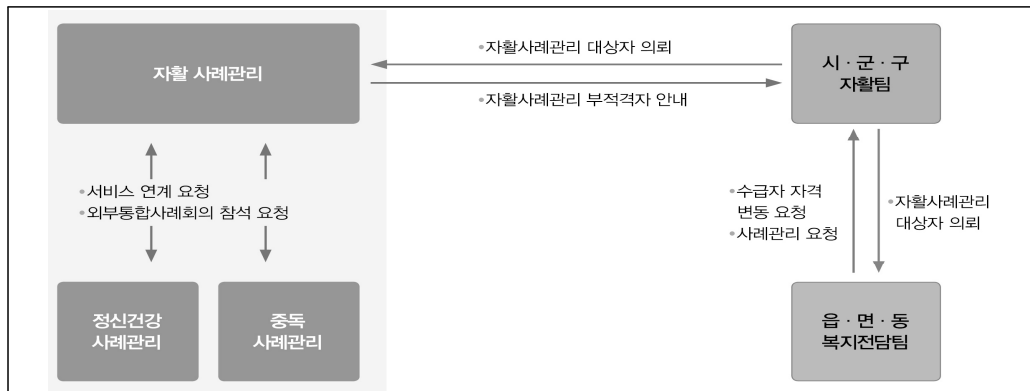 자활 사례관리
•자활사례관리 대상자 의뢰
•자활사례관리 부적격자 안내
시 · 군 · 구
자활팀
•서비스 연계 요청
•외부통합사례회의 참석 요청
•수급자 자격
변동 요청
•사례관리 요청
•자활사례관리
대상자 의뢰
정신건강
사례관리
중독
사례관리
읍 · 면 · 동
복지전담팀